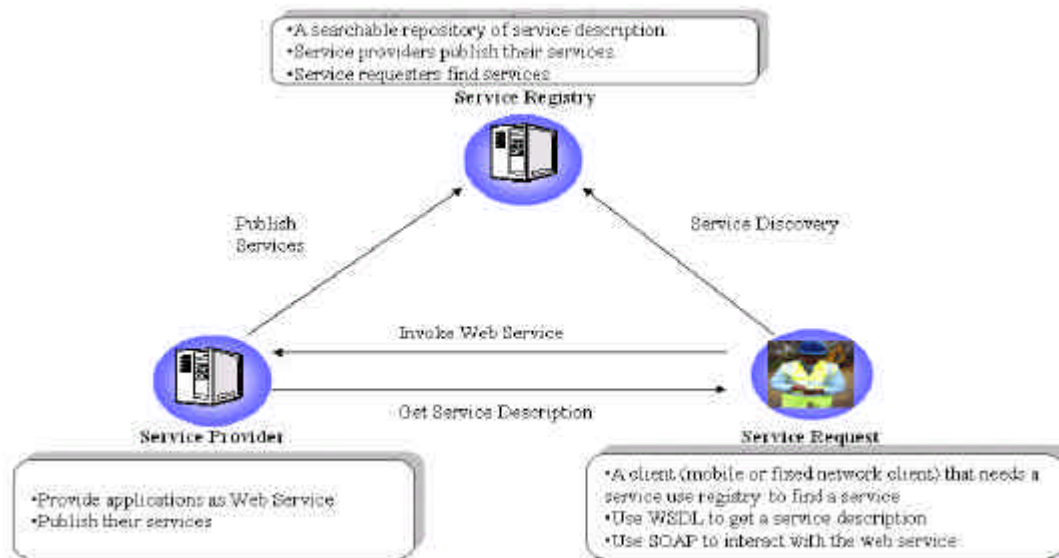 •A searchable repository of service description
•Service providers publish their services
•Service requesters find services
Service Registry
Publish
Services
Service Discovery
Invoke Web Service
Get Service Description
Service Provider
Service Request
•Provide applications as Web Service
•Publish their services
•A client (mobile or fixed network client) that needs a
service use registry to find a service
•Use WSDL to get a service description
•Use SOAP to interact with the web service